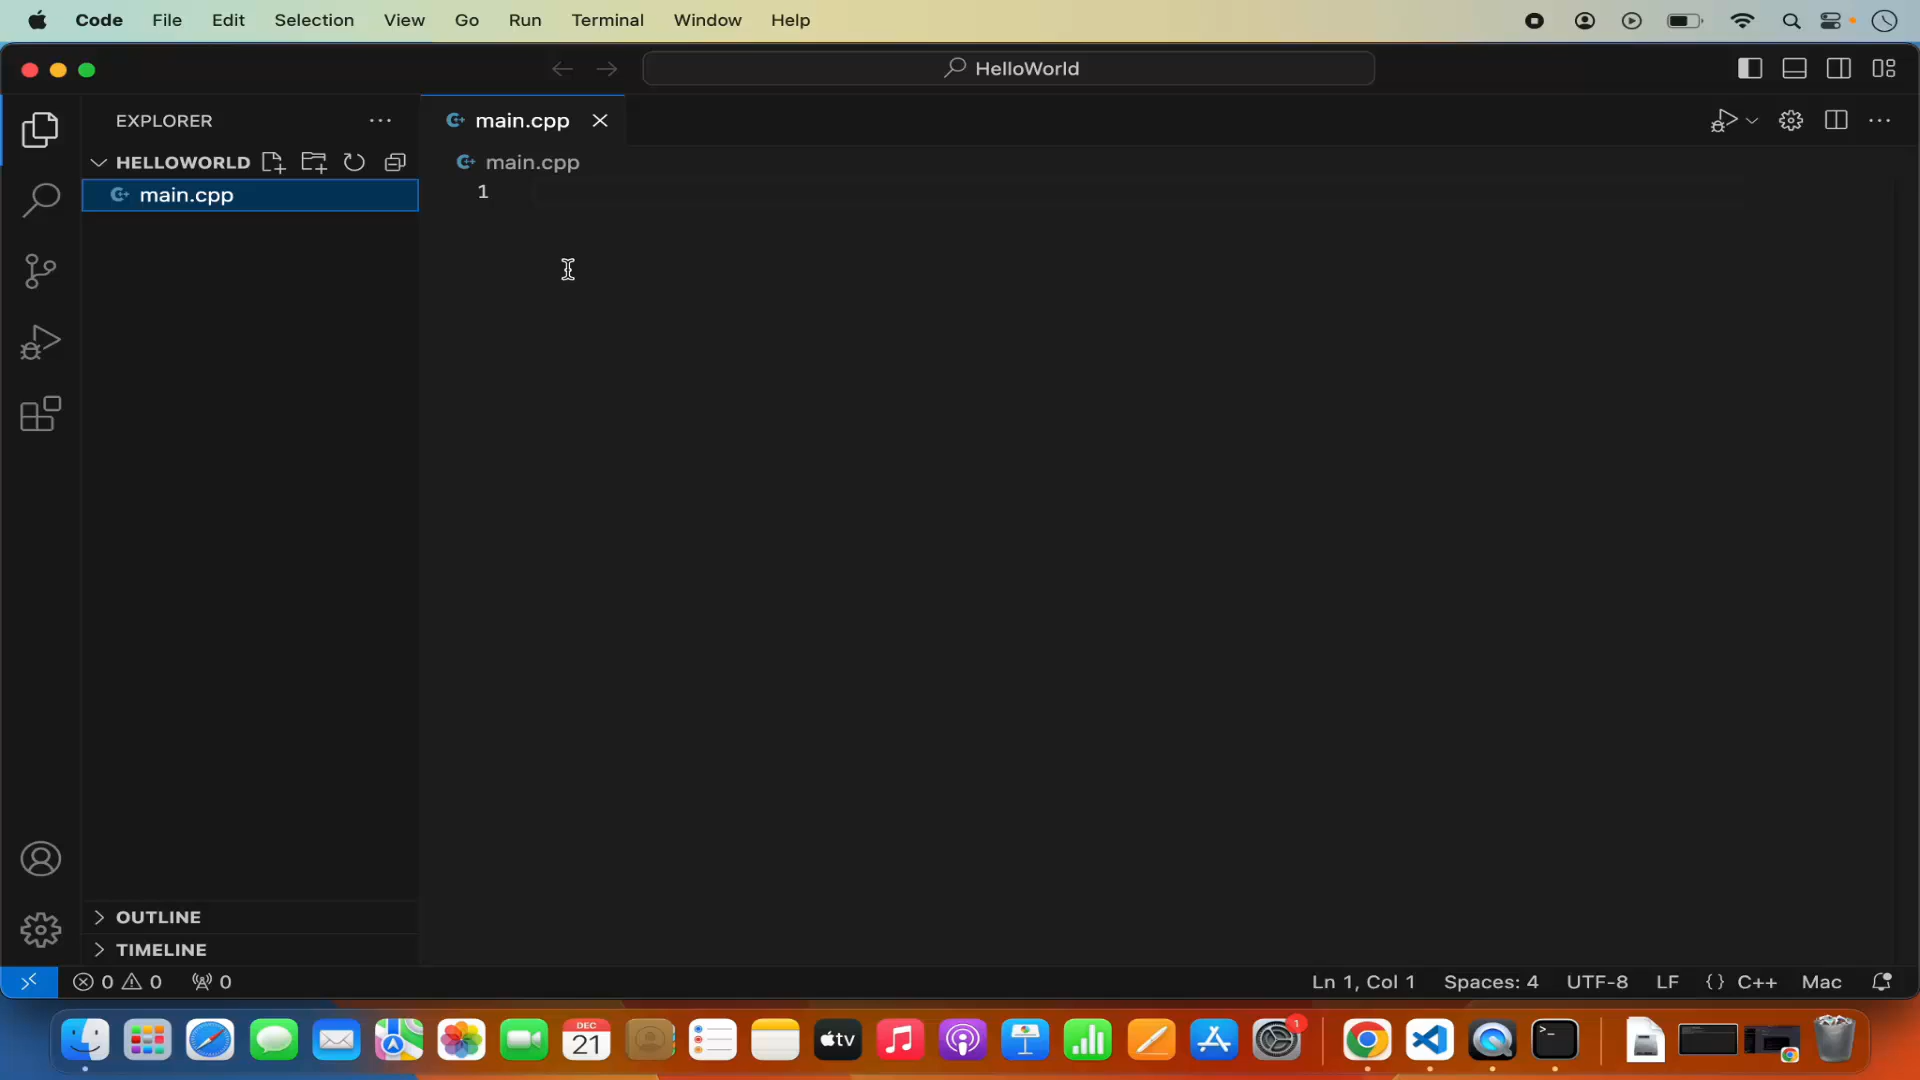 Code File Edit Selection View Go Run Terminal Window Help
HelloWorld
EXPLORER
main.cpp
HELLOWORLD
main.cpp
main.cpp
1
OUTLINE
TIMELINE
0 0 0
Ln 1, Col 1 Spaces: 4 UTF-8 LF {} C++ Mac
DEC
21
tv
1
>_